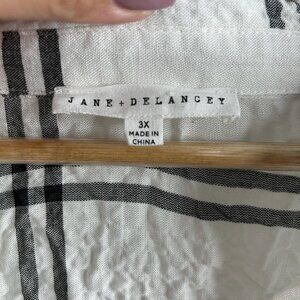 JANE + DELANCEY
3X
MADE IN
CHINA